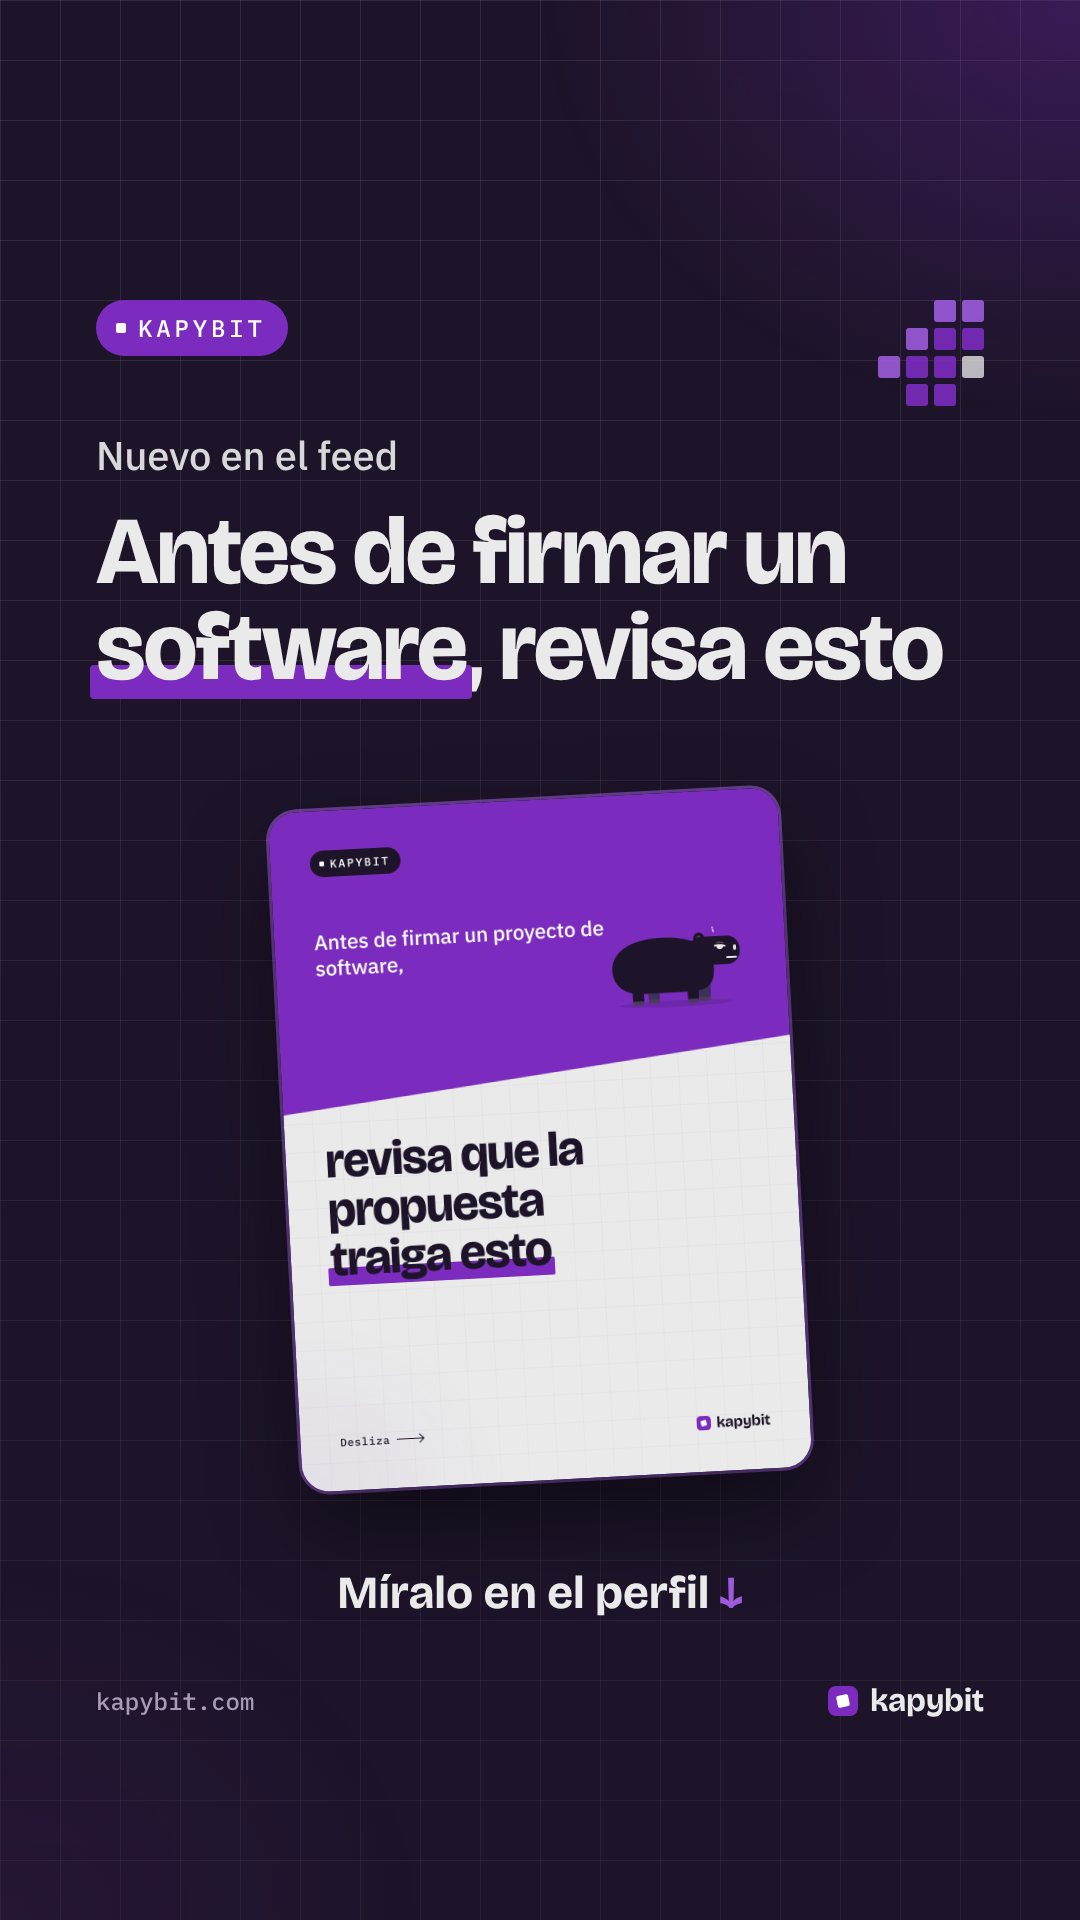 KAPYBIT
Nuevo en el feed
Antes de firmar un
software, revisa esto
KAPYBIT
Antes de firmar un proyecto de
software,
revisa que la
propuesta
traiga esto
Desliza →
kapybit
Míralo en el perfil ↓
kapybit.com
kapybit